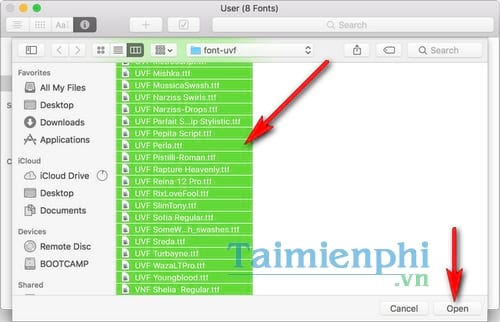 User (8 Fonts)
Aa
Search
font-uvf
Search
Favorites
All My Files
Desktop
Downloads
Applications
iCloud
iCloud Drive
Desktop
Documents
Devices
Remote Disc
BOOTCAMP
Shared
UVF Mishka.ttf
UVF MussicaSwash.ttf
UVF Narziss Swirls.ttf
UVF Narziss-Drops.ttf
UVF Parfait S...ip Stylistic.ttf
UVF Pepita Script.ttf
UVF Perla.ttf
UVF Pistilli-Roman.ttf
UVF Rapture Heavenly.ttf
UVF Reina 12 Pro.ttf
UVF RixLoveFool.ttf
UVF SlimTony.ttf
UVF Sofia Regular.ttf
UVF SomeW...h_swashes.ttf
UVF Sreda.ttf
UVF Turbayne.ttf
UVF WazaLTPro.ttf
UVF Youngblood.ttf
VNF Shelia_Regular.ttf
Taimienphi
.vn
Cancel
Open